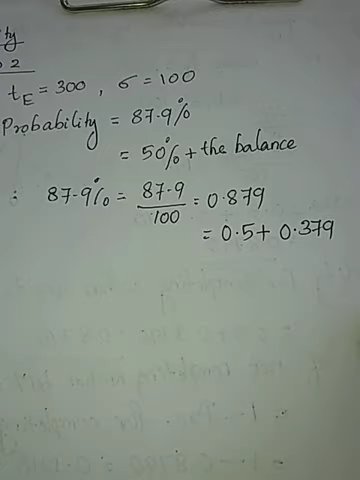 ity
o 2
tE = 300 , σ = 100
Probability = 87.9%
= 50% + the balance
∴ 87.9% = 87.9/100 = 0.879
= 0.5 + 0.379